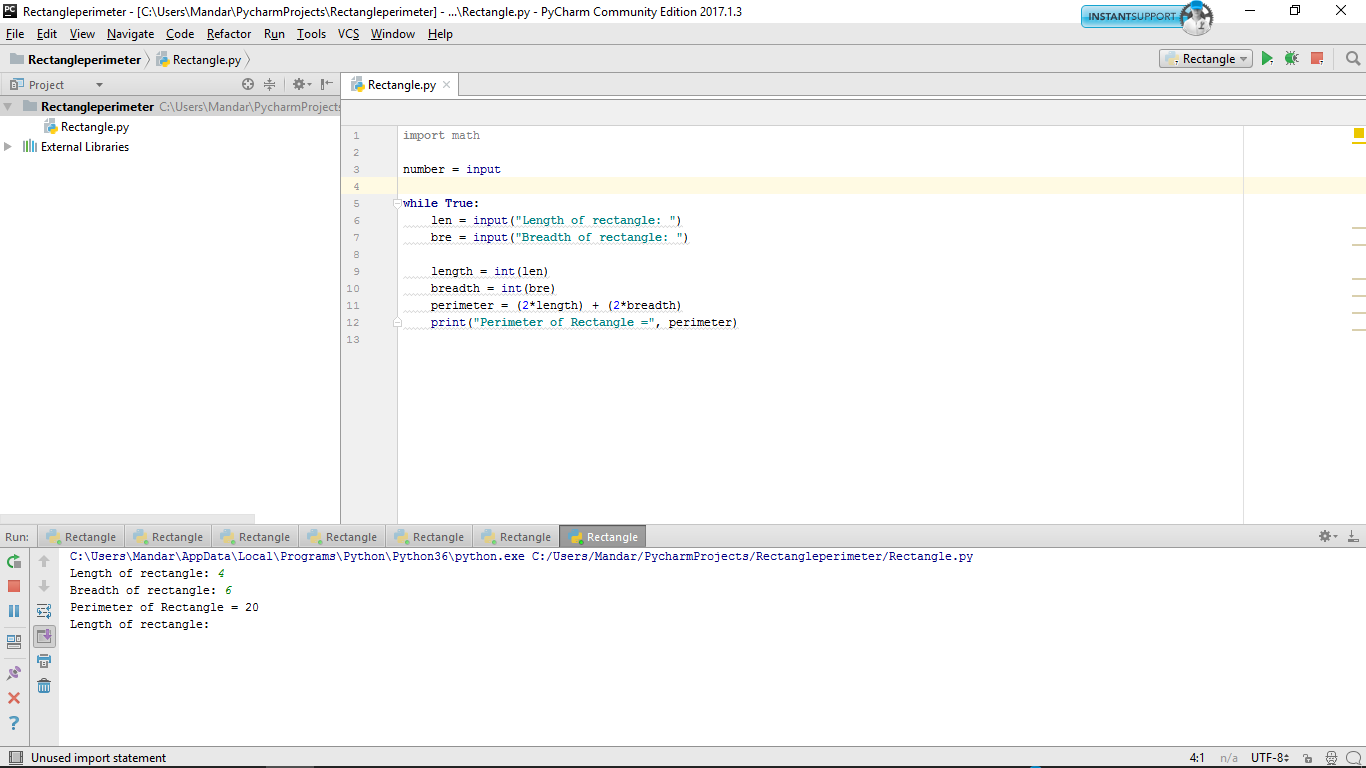 Rectangleperimeter - [C:\Users\Mandar\PycharmProjects\Rectangleperimeter] - ...\Rectangle.py - PyCharm Community Edition 2017.1.3
INSTANTSUPPORT
File Edit View Navigate Code Refactor Run Tools VCS Window Help
Rectangleperimeter Rectangle.py Rectangle
Project
Rectangle.py
Rectangleperimeter C:\Users\Mandar\PycharmProjects
Rectangle.py
External Libraries
1 import math
2
3 number = input
4
5 while True:
6     len = input("Length of rectangle: ")
7     bre = input("Breadth of rectangle: ")
8
9     length = int(len)
10     breadth = int(bre)
11     perimeter = (2*length) + (2*breadth)
12     print("Perimeter of Rectangle =", perimeter)
13
Run: Rectangle Rectangle Rectangle Rectangle Rectangle Rectangle Rectangle
C:\Users\Mandar\AppData\Local\Programs\Python\Python36\python.exe C:/Users/Mandar/PycharmProjects/Rectangleperimeter/Rectangle.py
Length of rectangle: 4
Breadth of rectangle: 6
Perimeter of Rectangle = 20
Length of rectangle:
Unused import statement 4:1 n/a UTF-8